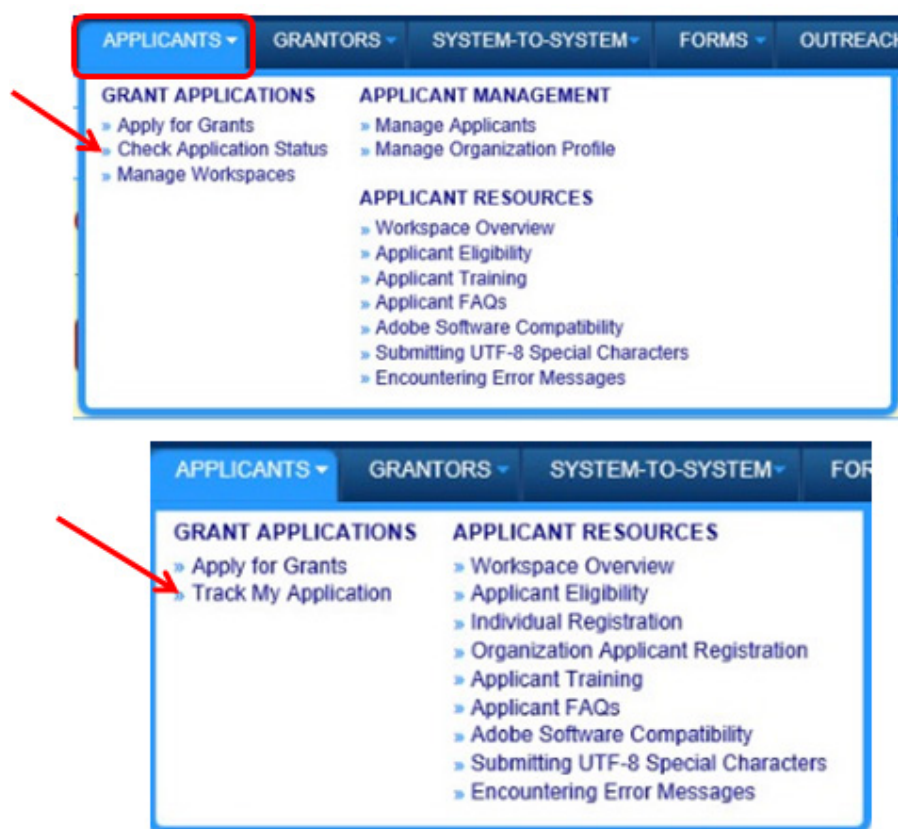 APPLICANTS GRANTORS SYSTEM-TO-SYSTEM FORMS OUTREACH
GRANT APPLICATIONS
» Apply for Grants
» Check Application Status
» Manage Workspaces
APPLICANT MANAGEMENT
» Manage Applicants
» Manage Organization Profile
APPLICANT RESOURCES
» Workspace Overview
» Applicant Eligibility
» Applicant Training
» Applicant FAQs
» Adobe Software Compatibility
» Submitting UTF-8 Special Characters
» Encountering Error Messages
APPLICANTS GRANTORS SYSTEM-TO-SYSTEM FOR
GRANT APPLICATIONS
» Apply for Grants
» Track My Application
APPLICANT RESOURCES
» Workspace Overview
» Applicant Eligibility
» Individual Registration
» Organization Applicant Registration
» Applicant Training
» Applicant FAQs
» Adobe Software Compatibility
» Submitting UTF-8 Special Characters
» Encountering Error Messages